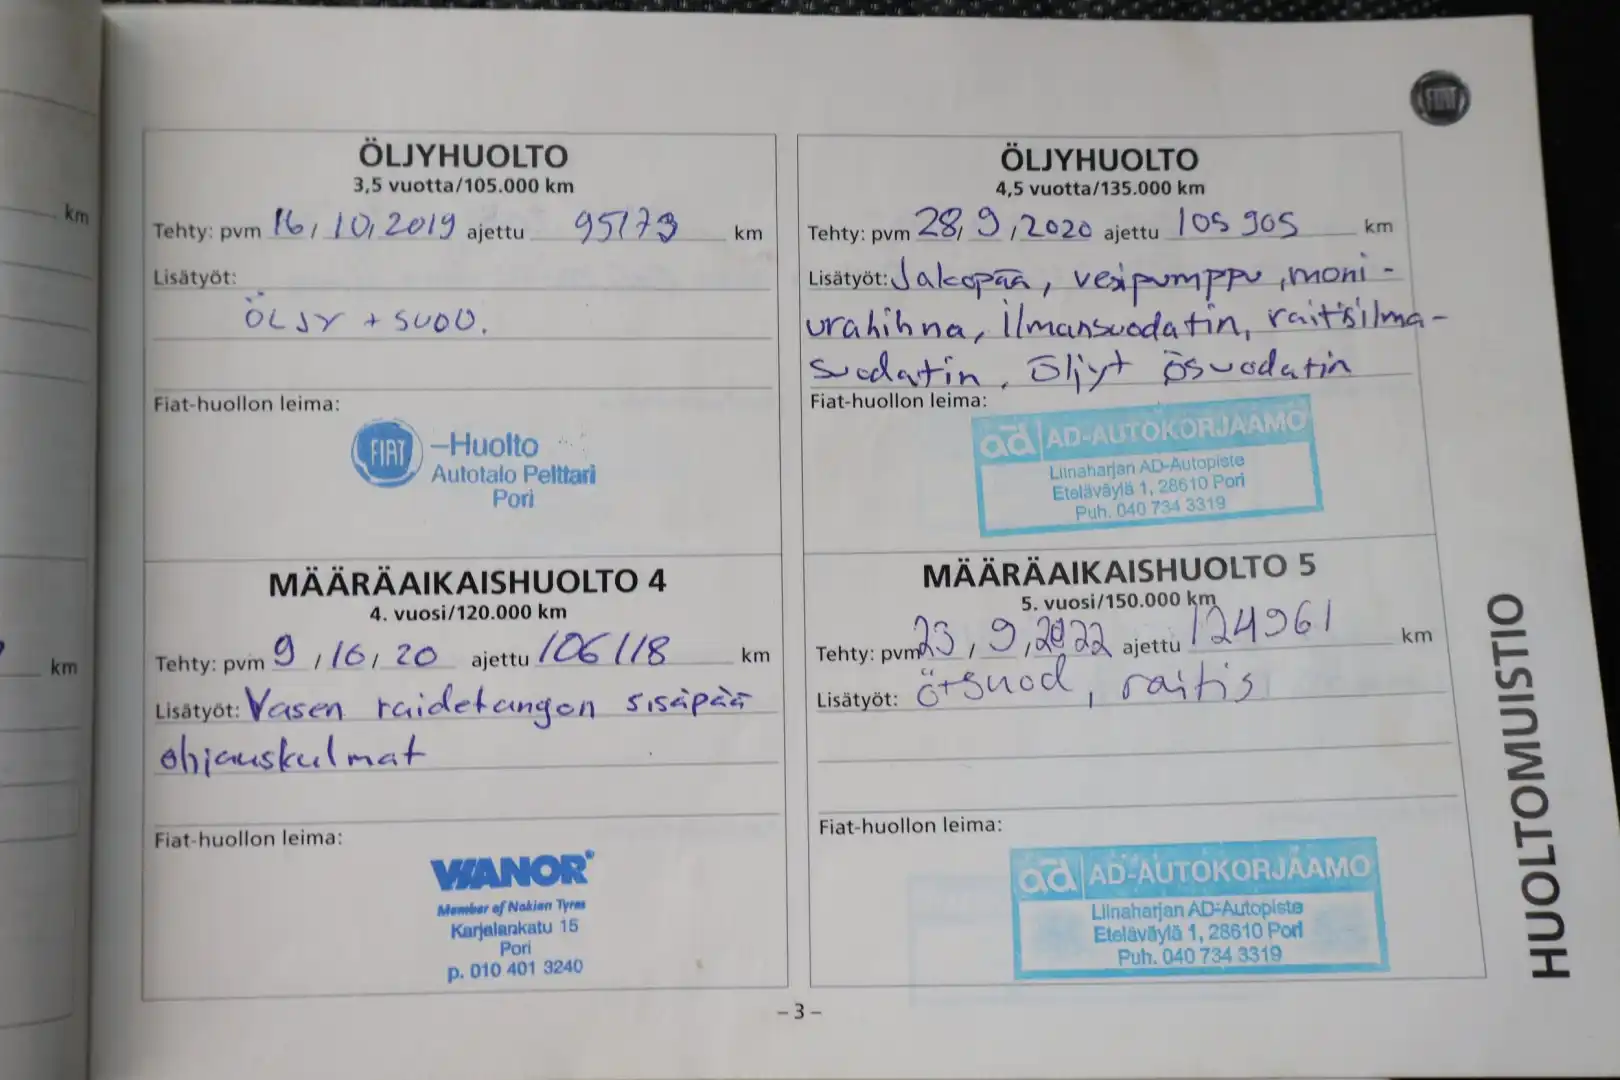 km
km
FIAT
ÖLJYHUOLTO
3,5 vuotta/105.000 km
Tehty: pvm 16, 10, 2019 ajettu 95173 km
Lisätyöt:
ÖLJY + SUOD.
Fiat-huollon leima:
FIAT -Huolto
Autotalo Pelttari
Pori
ÖLJYHUOLTO
4,5 vuotta/135.000 km
Tehty: pvm 28, 9, 2020 ajettu 105 905 km
Lisätyöt: Jakopää, vesipumppu, moni-
urahihna, ilmansuodatin, raitisilma-
suodatin, Öljyt ösuodatin
Fiat-huollon leima:
ad AD-AUTOKORJAAMO
Liinaharjan AD-Autopiste
Eteläväylä 1, 28610 Pori
Puh. 040 734 3319
MÄÄRÄAIKAISHUOLTO 4
4. vuosi/120.000 km
Tehty: pvm 9, 10, 20 ajettu 106118 km
Lisätyöt: Vasen raidetangon sisäpää
ohjauskulmat
Fiat-huollon leima:
WANOR®
Member of Nokian Tyres
Karjalankatu 15
Pori
p. 010 401 3240
MÄÄRÄAIKAISHUOLTO 5
5. vuosi/150.000 km
Tehty: pvm 23, 9, 2022 ajettu 124961 km
Lisätyöt: Ö+suod, raitis
Fiat-huollon leima:
ad AD-AUTOKORJAAMO
Liinaharjan AD-Autopiste
Eteläväylä 1, 28610 Pori
Puh. 040 734 3319
HUOLTOMUISTIO
– 3 –